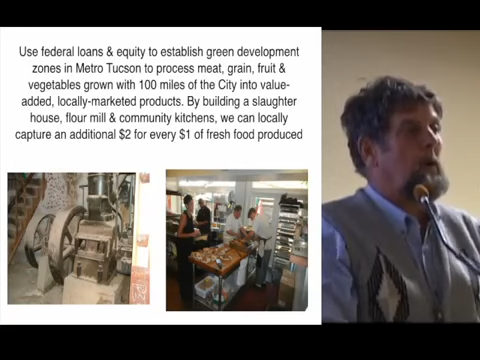 Use federal loans & equity to establish green development
zones in Metro Tucson to process meat, grain, fruit &
vegetables grown with 100 miles of the City into value-
added, locally-marketed products. By building a slaughter
house, flour mill & community kitchens, we can locally
capture an additional $2 for every $1 of fresh food produced